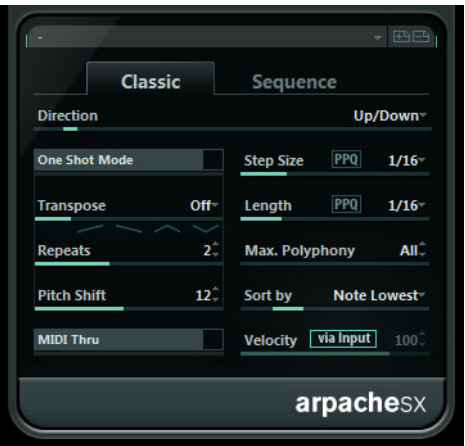 -
Classic Sequence
Direction Up/Down
One Shot Mode Step Size PPQ 1/16
Transpose Off Length PPQ 1/16
Repeats 2 Max. Polyphony All
Pitch Shift 12 Sort by Note Lowest
MIDI Thru Velocity via Input 100
arpacheSX